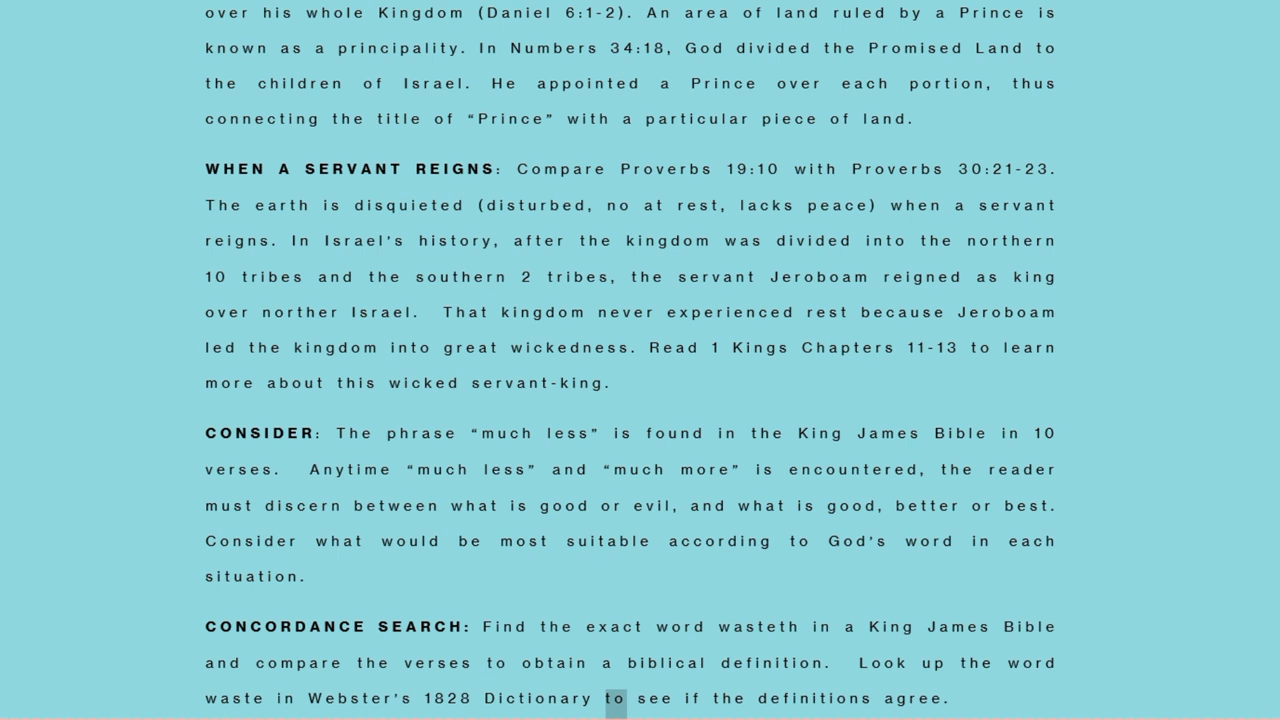 over his whole Kingdom (Daniel 6:1-2). An area of land ruled by a Prince is
known as a principality. In Numbers 34:18, God divided the Promised Land to
the children of Israel. He appointed a Prince over each portion, thus
connecting the title of “Prince” with a particular piece of land.
WHEN A SERVANT REIGNS: Compare Proverbs 19:10 with Proverbs 30:21-23.
The earth is disquieted (disturbed, no at rest, lacks peace) when a servant
reigns. In Israel’s history, after the kingdom was divided into the northern
10 tribes and the southern 2 tribes, the servant Jeroboam reigned as king
over norther Israel. That kingdom never experienced rest because Jeroboam
led the kingdom into great wickedness. Read 1 Kings Chapters 11-13 to learn
more about this wicked servant-king.
CONSIDER: The phrase “much less” is found in the King James Bible in 10
verses. Anytime “much less” and “much more” is encountered, the reader
must discern between what is good or evil, and what is good, better or best.
Consider what would be most suitable according to God’s word in each
situation.
CONCORDANCE SEARCH: Find the exact word wasteth in a King James Bible
and compare the verses to obtain a biblical definition. Look up the word
waste in Webster’s 1828 Dictionary to see if the definitions agree.